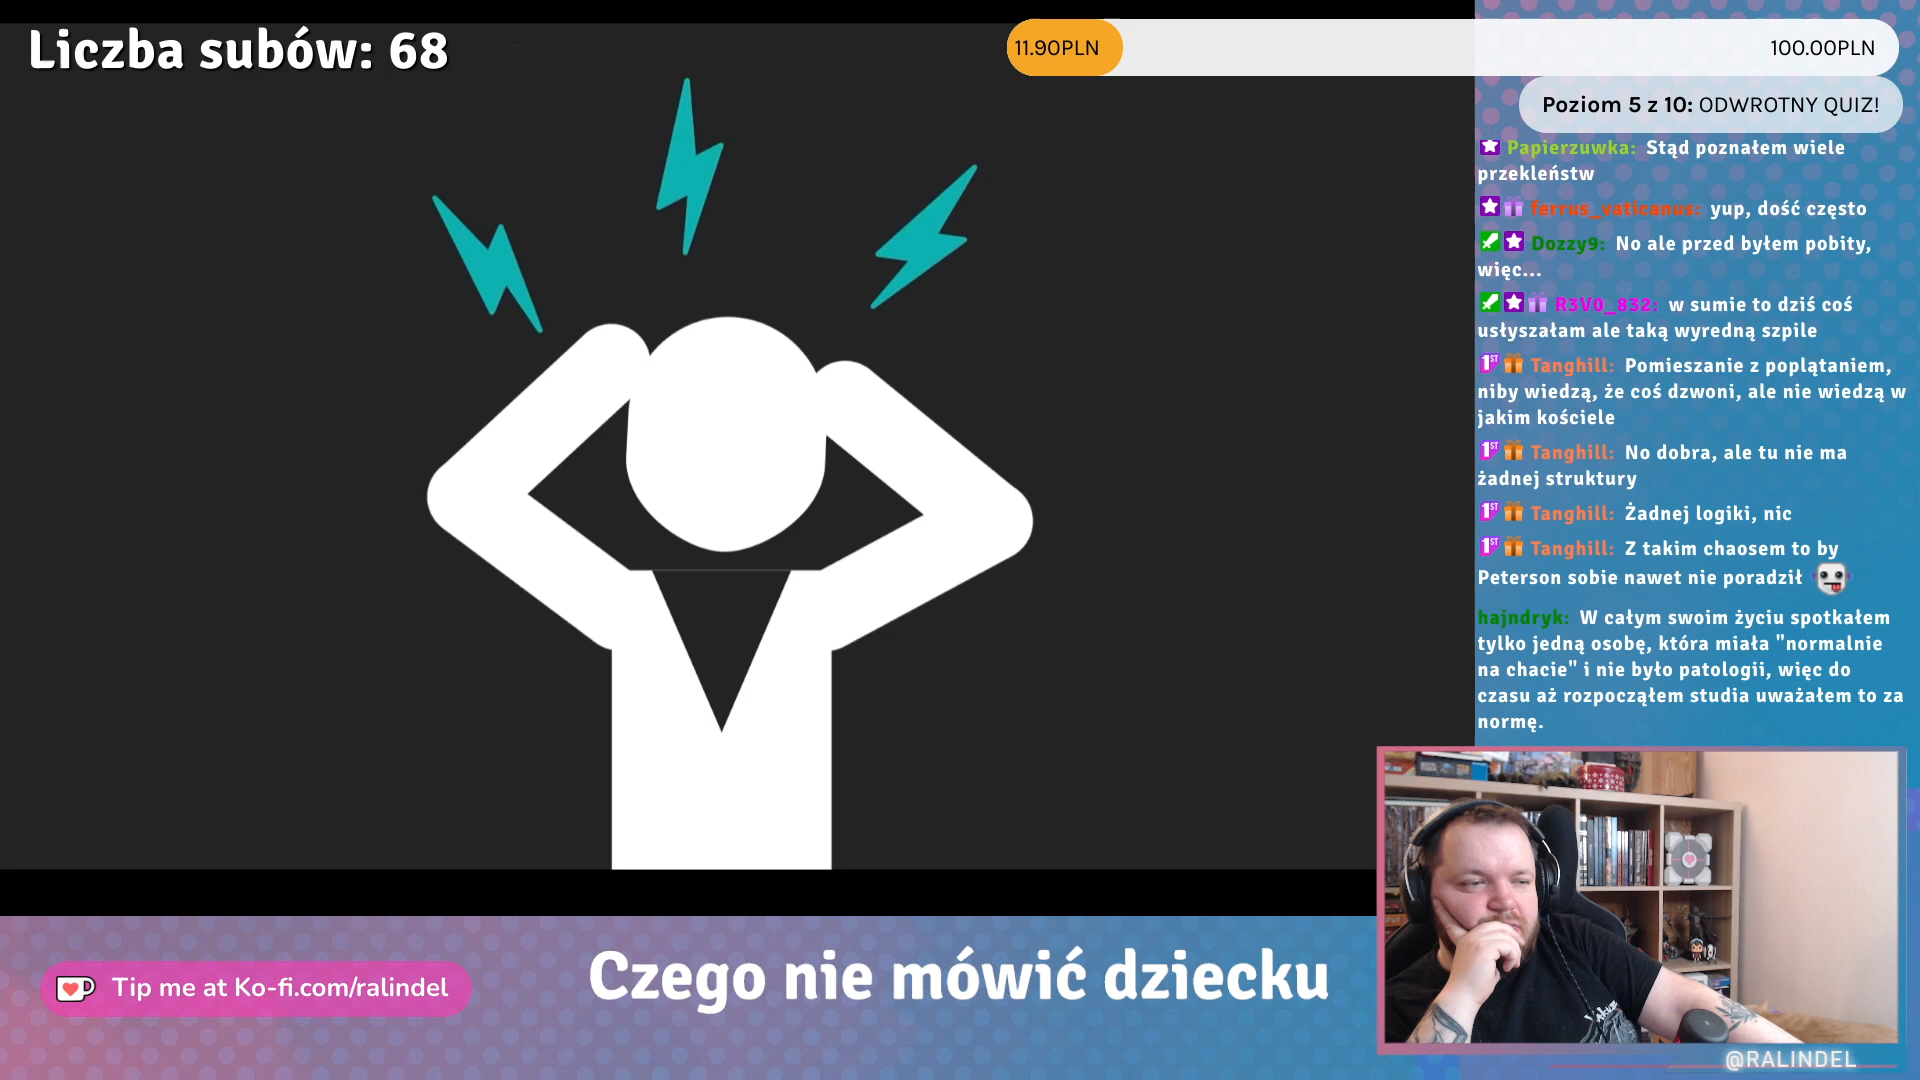 Liczba subów: 68
11.90PLN
100.00PLN
Poziom 5 z 10: ODWROTNY QUIZ!
Papierzuwka: Stąd poznałem wiele
przekleństw
ferrus_vaticanus: yup, dość często
Dozzy9: No ale przed byłem pobity,
więc...
R3V0_832: w sumie to dziś coś
usłyszałam ale taką wyredną szpile
1ST Tanghill: Pomieszanie z poplątaniem,
niby wiedzą, że coś dzwoni, ale nie wiedzą w
jakim kościele
1ST Tanghill: No dobra, ale tu nie ma
żadnej struktury
1ST Tanghill: Żadnej logiki, nic
1ST Tanghill: Z takim chaosem to by
Peterson sobie nawet nie poradził
hajndryk: W całym swoim życiu spotkałem
tylko jedną osobę, która miała "normalnie
na chacie" i nie było patologii, więc do
czasu aż rozpocząłem studia uważałem to za
normę.
Tip me at Ko-fi.com/ralindel
Czego nie mówić dziecku
@RALINDEL